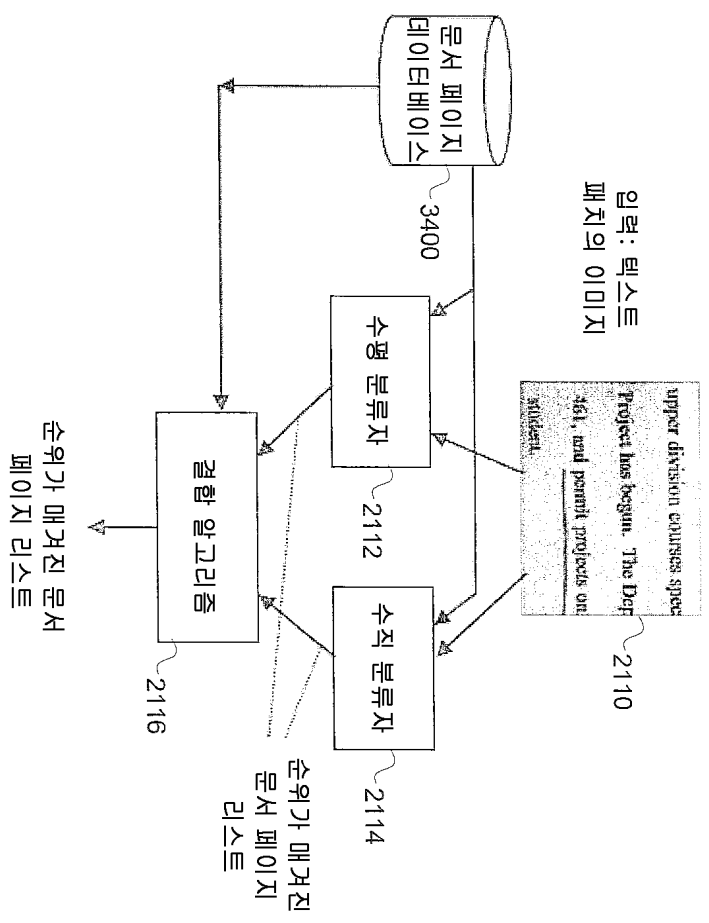 입력: 텍스트
패치의 이미지
upper division courses spec
Project has begun. The Dep
461, and permit projects on
student
2110
문서 페이지
데이터베이스
3400
수평 분류자
2112
수직 분류자
2114
순위가 매겨진
문서 페이지
리스트
결합 알고리즘
2116
순위가 매겨진 문서
페이지 리스트